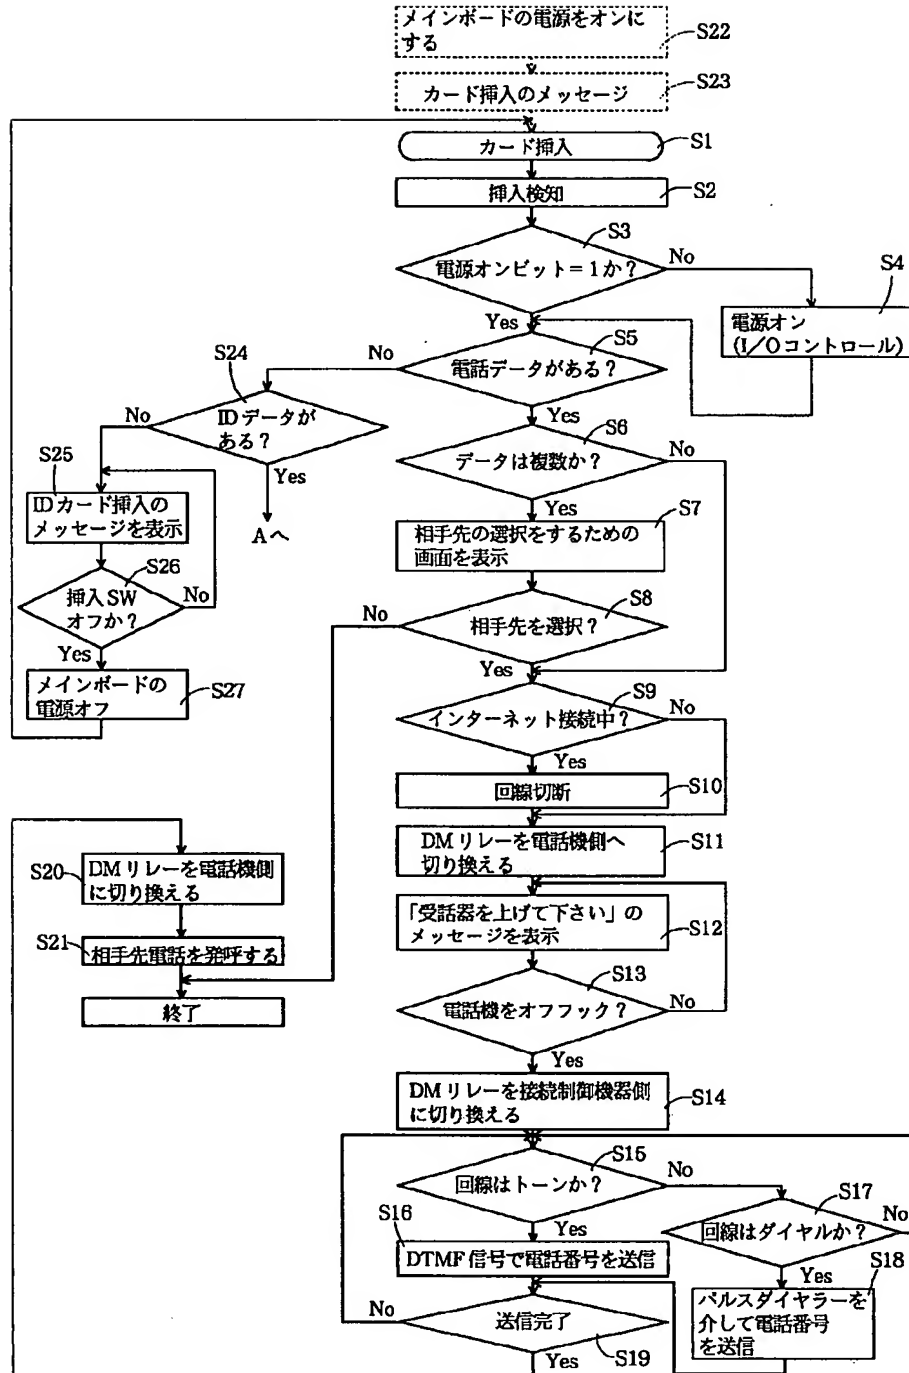 メインボードの電源をオンに
する
S22
カード挿入のメッセージ
S23
カード挿入
S1
挿入検知
S2
電源オンビット=1か?
S3
No
Yes
電源オン
(I/Oコントロール)
S4
電話データがある?
S5
No
Yes
IDデータが
ある?
S24
No
Yes
Aへ
データは複数か?
S6
No
Yes
S25
IDカード挿入の
メッセージを表示
相手先の選択をするための
画面を表示
S7
挿入SW
オフか?
S26
No
Yes
相手先を選択?
S8
No
Yes
メインボードの
電源オフ
S27
インターネット接続中?
S9
No
Yes
回線切断
S10
DMリレーを電話機側へ
切り換える
S11
S20
DMリレーを電話機側
に切り換える
「受話器を上げて下さい」の
メッセージを表示
S12
S21
相手先電話を発呼する
終了
電話機をオフフック?
S13
No
Yes
DMリレーを接続制御機器側
に切り換える
S14
回線はトーンか?
S15
No
Yes
S16
DTMF信号で電話番号を送信
回線はダイヤルか?
S17
No
Yes
S18
パルスダイヤラーを
介して電話番号
を送信
送信完了
S19
No
Yes